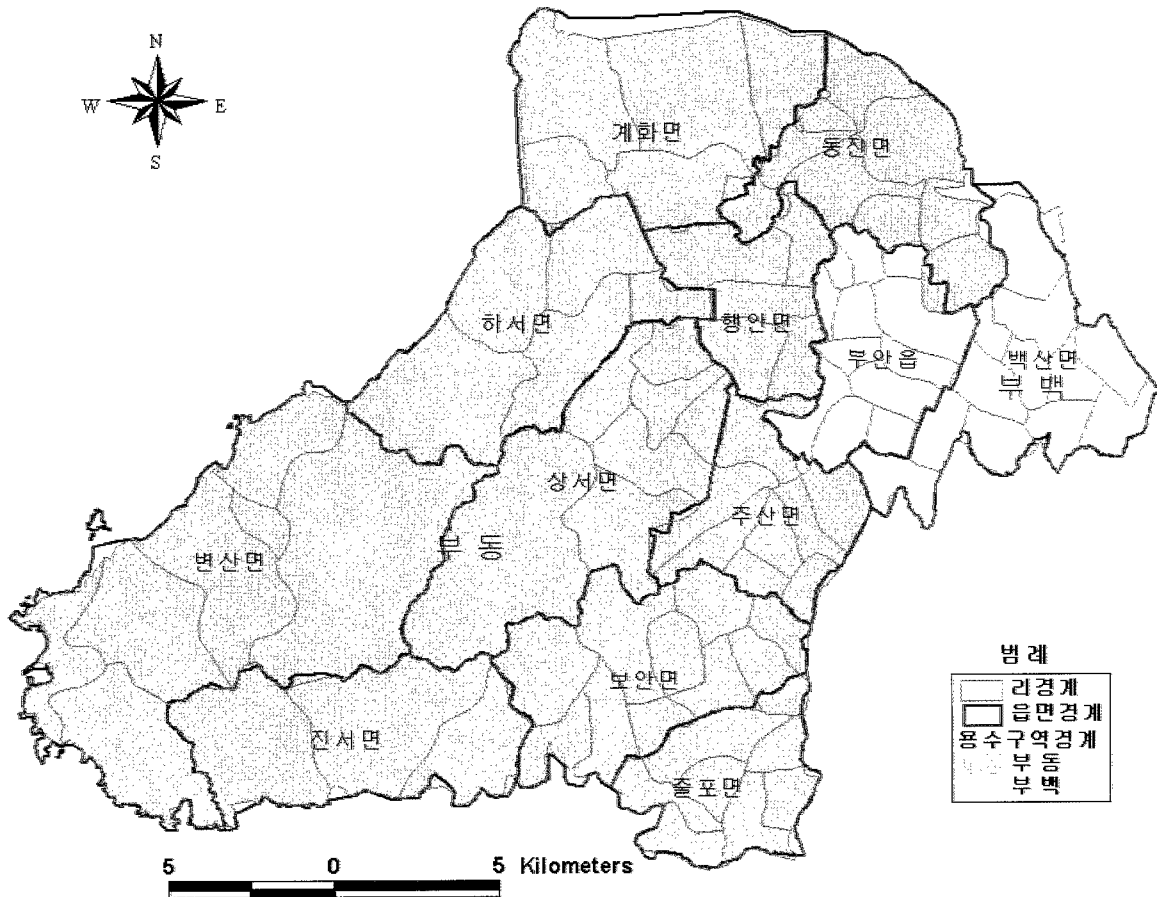 N
W E
S
계화면
동진면
하서면
행안면
부안읍
백산면
부백
상서면
주산면
부동
변산면
보안면
진서면
줄포면
범례
리경계
읍면경계
용수구역경계
부동
부백
5 0 5 Kilometers